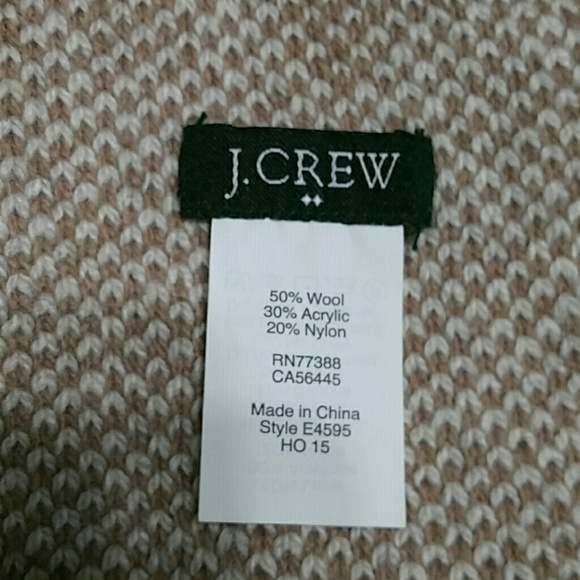 J.CREW
50% Wool
30% Acrylic
20% Nylon
RN77388
CA56445
Made in China
Style E4595
HO 15